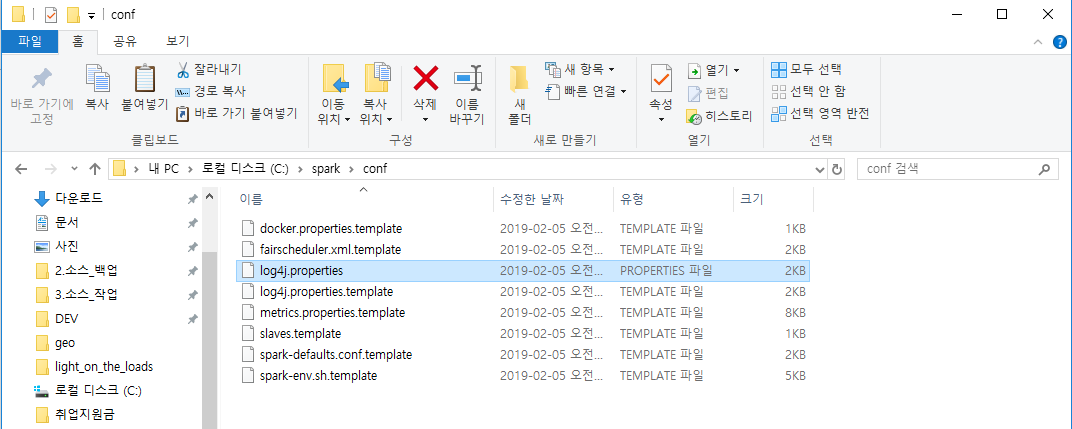 conf
파일 홈 공유 보기
바로 가기에 고정
복사
붙여넣기
잘라내기
경로 복사
바로 가기 붙여넣기
클립보드
이동 위치
복사 위치
삭제
이름 바꾸기
구성
새 폴더
새 항목
빠른 연결
새로 만들기
속성
열기
편집
히스토리
열기
모두 선택
선택 안 함
선택 영역 반전
선택
내 PC > 로컬 디스크 (C:) > spark > conf
conf 검색
다운로드
문서
사진
2.소스_백업
3.소스_작업
DEV
geo
light_on_the_loads
로컬 디스크 (C:)
취업지원금
이름 수정한 날짜 유형 크기
docker.properties.template 2019-02-05 오전... TEMPLATE 파일 1KB
fairscheduler.xml.template 2019-02-05 오전... TEMPLATE 파일 2KB
log4j.properties 2019-02-05 오전... PROPERTIES 파일 2KB
log4j.properties.template 2019-02-05 오전... TEMPLATE 파일 2KB
metrics.properties.template 2019-02-05 오전... TEMPLATE 파일 8KB
slaves.template 2019-02-05 오전... TEMPLATE 파일 1KB
spark-defaults.conf.template 2019-02-05 오전... TEMPLATE 파일 2KB
spark-env.sh.template 2019-02-05 오전... TEMPLATE 파일 5KB